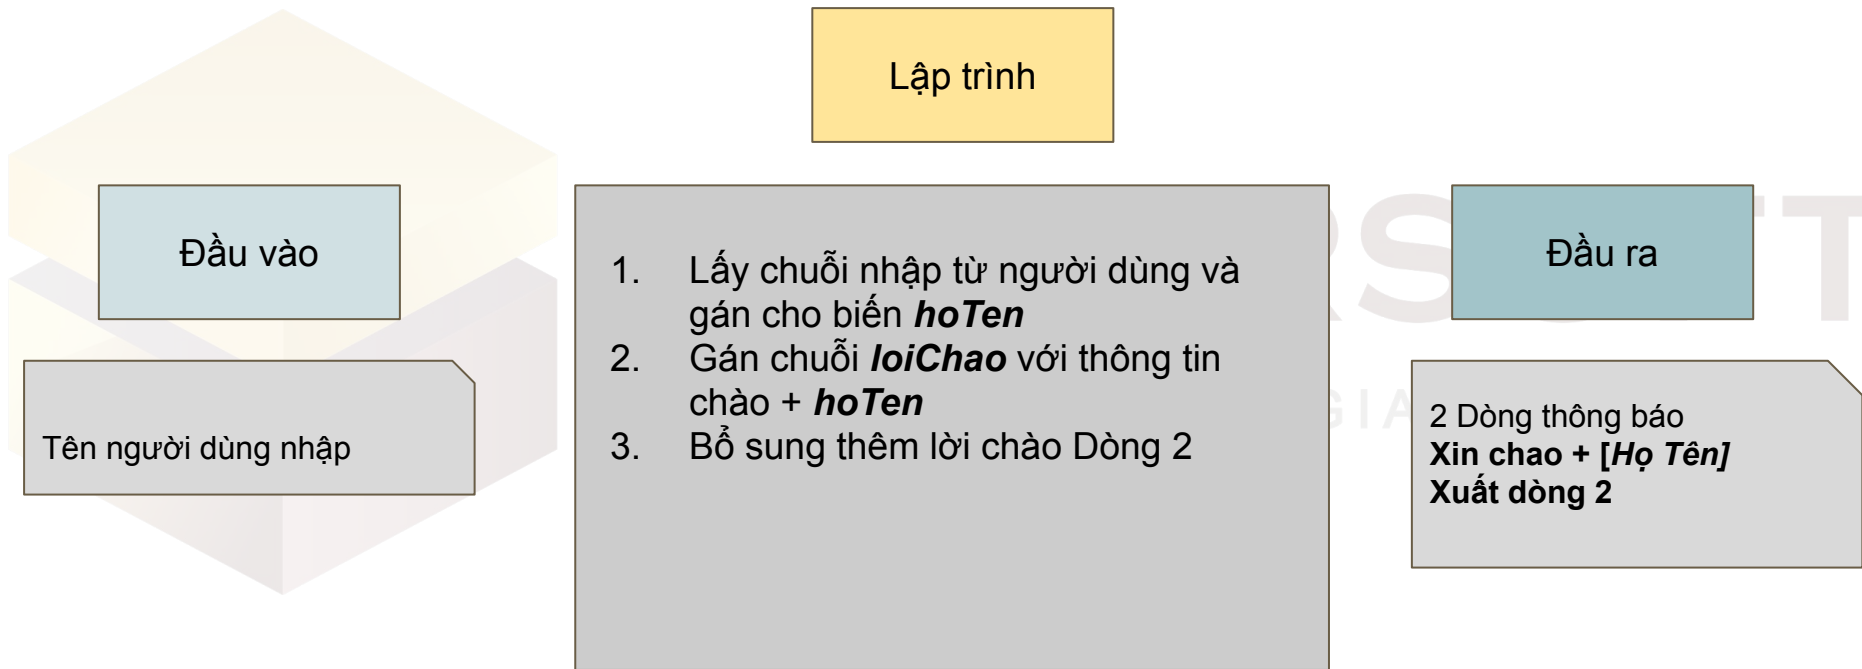 Lập trình
Đầu vào
Tên người dùng nhập
1. Lấy chuỗi nhập từ người dùng và
gán cho biến hoTen
2. Gán chuỗi loiChao với thông tin
chào + hoTen
3. Bổ sung thêm lời chào Dòng 2
Đầu ra
2 Dòng thông báo
Xin chao + [Họ Tên]
Xuất dòng 2